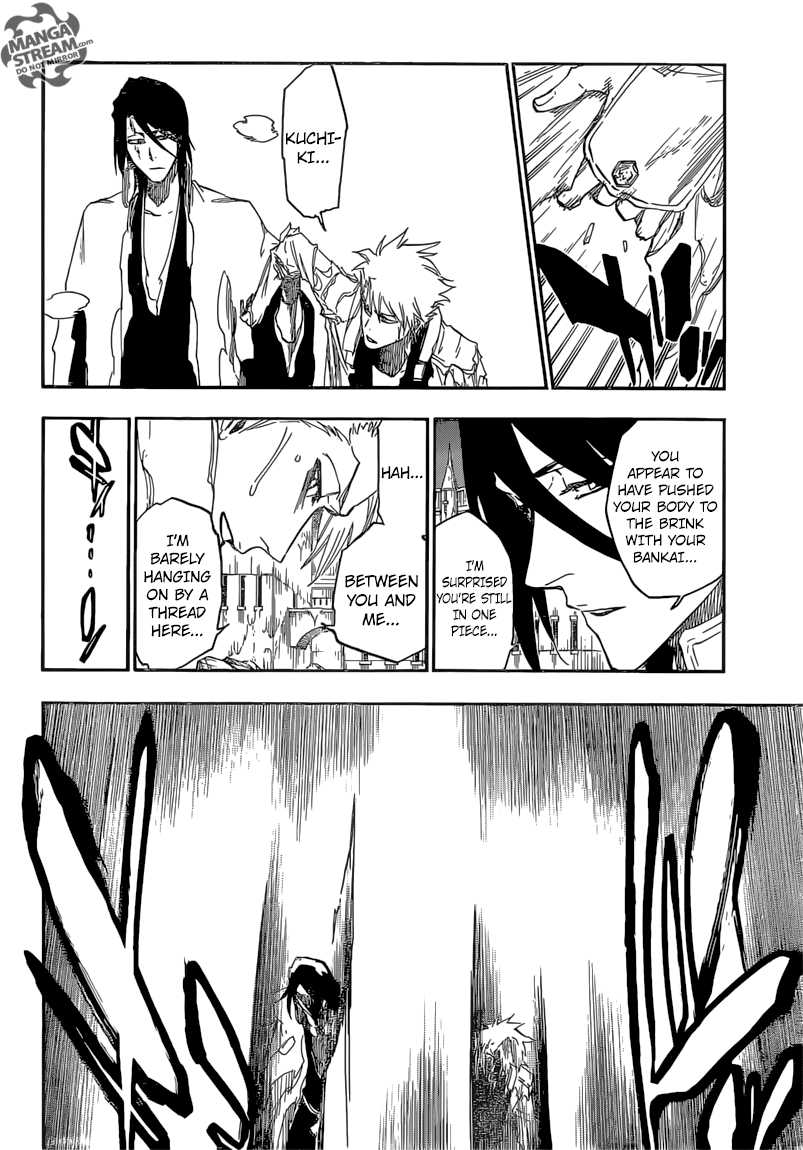 MANGA
STREAM.com
DO NOT MIRROR
KUCHI-
KI...
YOU
APPEAR TO
HAVE PUSHED
YOUR BODY
TO THE BRINK
WITH YOUR
BANKAI...
I'M
SURPRISED
YOU'RE STILL
IN ONE
PIECE...
HAH...
BETWEEN
YOU AND
ME...
I'M
BARELY
HANGING
ON BY A
THREAD
HERE...